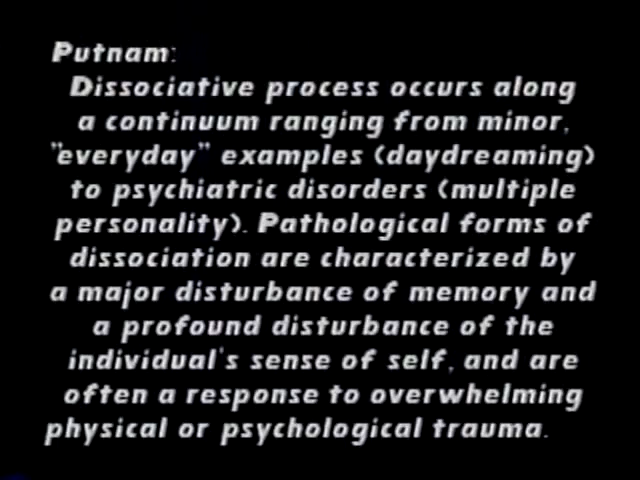 Putnam:
Dissociative process occurs along
a continuum ranging from minor,
"everyday" examples (daydreaming)
to psychiatric disorders (multiple
personality). Pathological forms of
dissociation are characterized by
a major disturbance of memory and
a profound disturbance of the
individual's sense of self, and are
often a response to overwhelming
physical or psychological trauma.